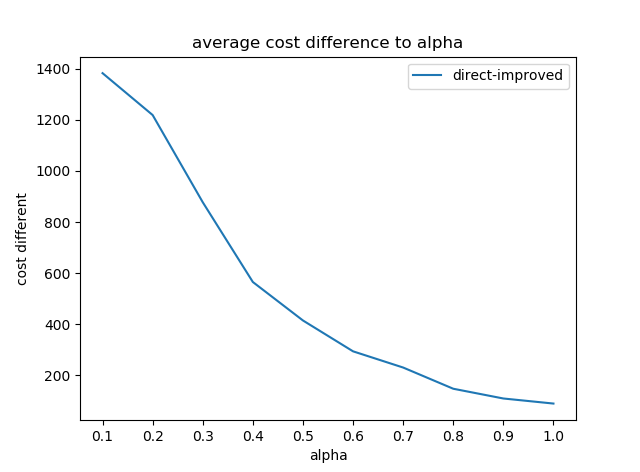 average cost difference to alpha
direct-improved
1400
1200
1000
800
600
400
200
cost different
0.1 0.2 0.3 0.4 0.5 0.6 0.7 0.8 0.9 1.0
alpha